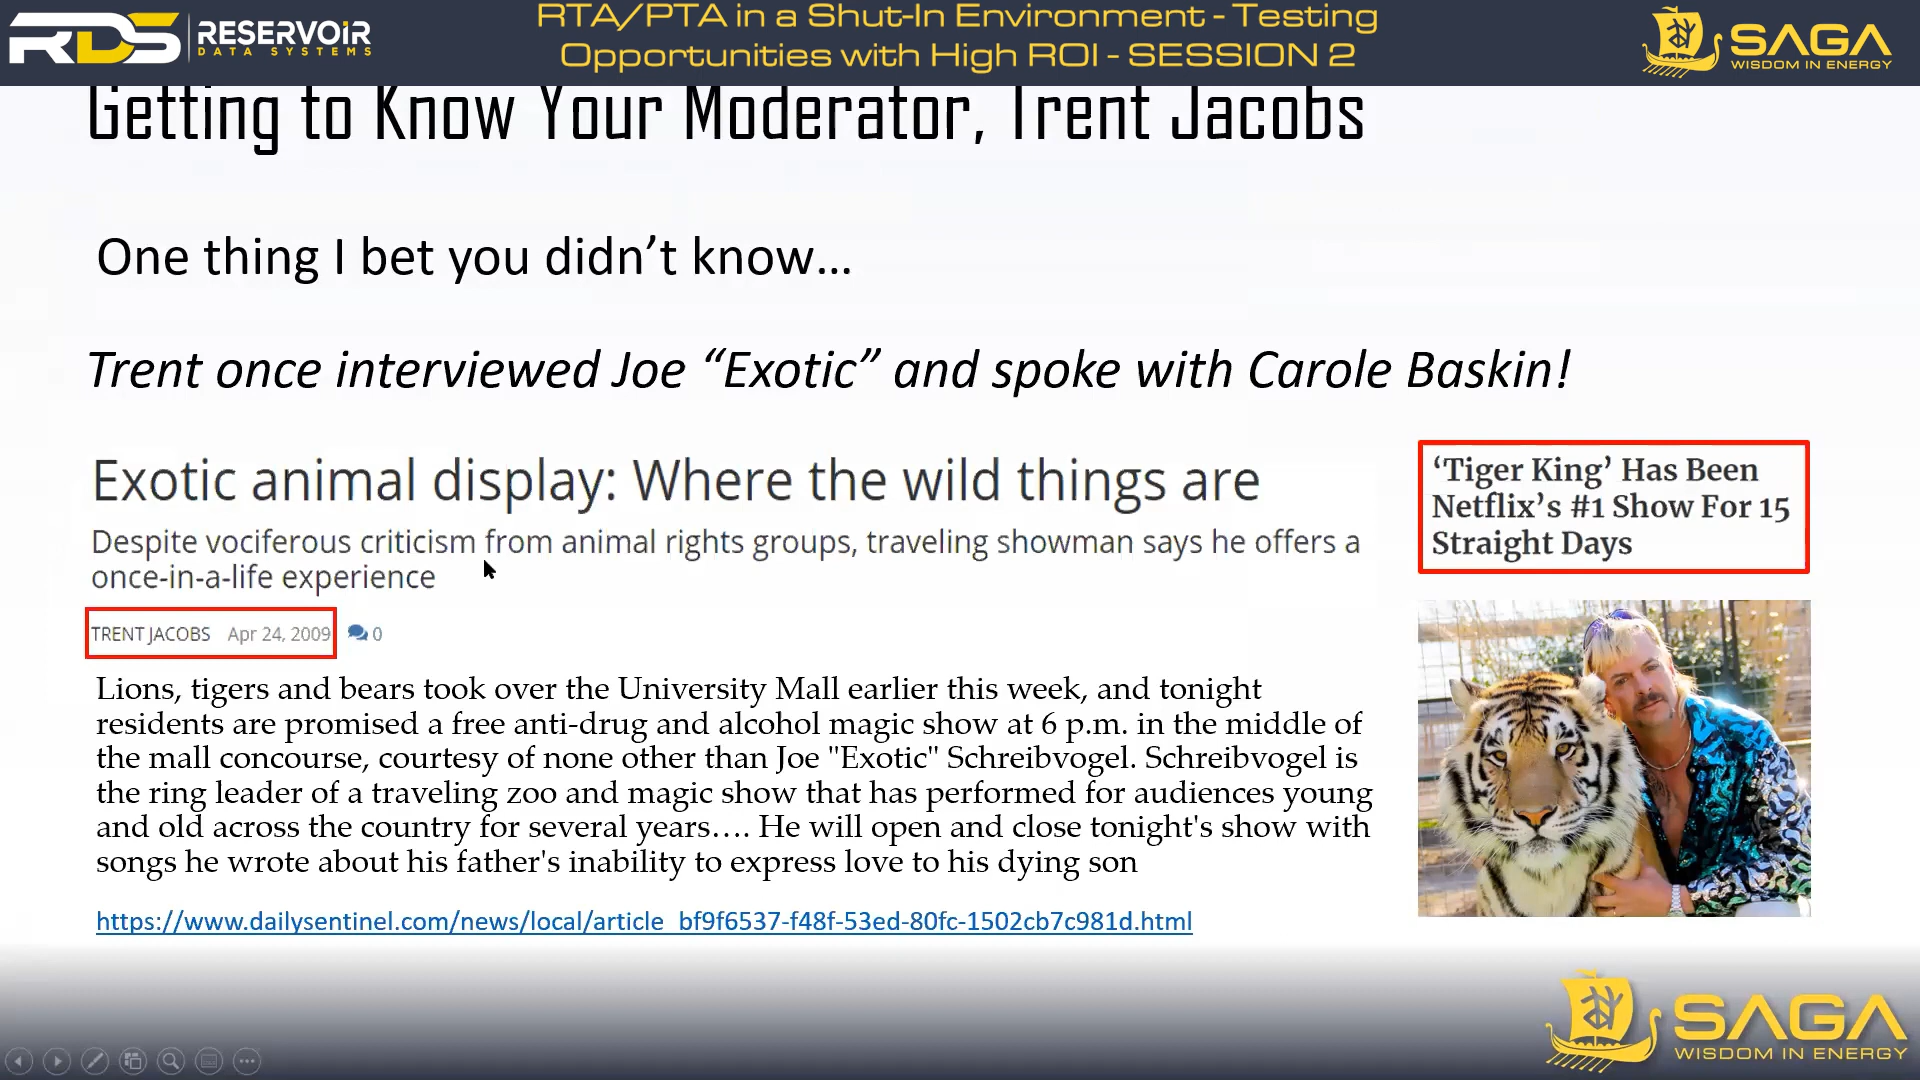 RDS RESERVOIR
DATA SYSTEMS
RTA/PTA in a Shut-In Environment - Testing
Opportunities with High ROI - SESSION 2
SAGA
WISDOM IN ENERGY
Getting to Know Your Moderator, Trent Jacobs
One thing I bet you didn’t know…
Trent once interviewed Joe “Exotic” and spoke with Carole Baskin!
Exotic animal display: Where the wild things are
Despite vociferous criticism from animal rights groups, traveling showman says he offers a
once-in-a-life experience
TRENT JACOBS Apr 24, 2009 0
Lions, tigers and bears took over the University Mall earlier this week, and tonight
residents are promised a free anti-drug and alcohol magic show at 6 p.m. in the middle of
the mall concourse, courtesy of none other than Joe "Exotic" Schreibvogel. Schreibvogel is
the ring leader of a traveling zoo and magic show that has performed for audiences young
and old across the country for several years…. He will open and close tonight's show with
songs he wrote about his father's inability to express love to his dying son
https://www.dailysentinel.com/news/local/article_bf9f6537-f48f-53ed-80fc-1502cb7c981d.html
‘Tiger King’ Has Been
Netflix’s #1 Show For 15
Straight Days
SAGA
WISDOM IN ENERGY